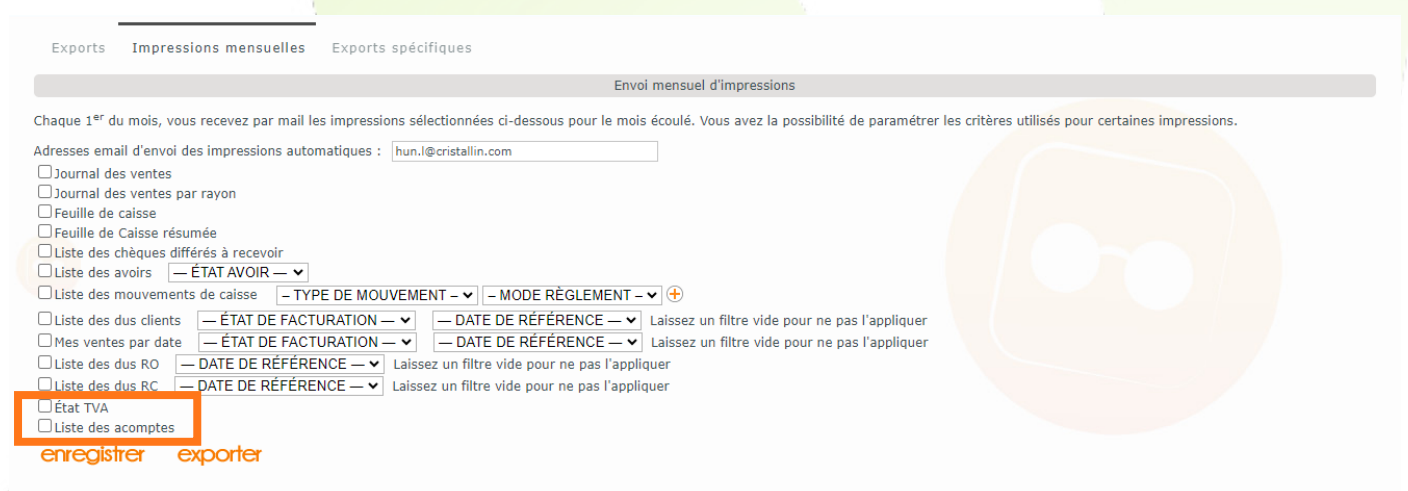 Exports Impressions mensuelles Exports spécifiques
Envoi mensuel d'impressions
Chaque 1er du mois, vous recevez par mail les impressions sélectionnées ci-dessous pour le mois écoulé. Vous avez la possibilité de paramétrer les critères utilisés pour certaines impressions.
Adresses email d'envoi des impressions automatiques : hun.l@cristallin.com
Journal des ventes
Journal des ventes par rayon
Feuille de caisse
Feuille de Caisse résumée
Liste des chèques différés à recevoir
Liste des avoirs — ÉTAT AVOIR —
Liste des mouvements de caisse – TYPE DE MOUVEMENT – – MODE RÈGLEMENT –
Liste des dus clients — ÉTAT DE FACTURATION — — DATE DE RÉFÉRENCE — Laissez un filtre vide pour ne pas l'appliquer
Mes ventes par date — ÉTAT DE FACTURATION — — DATE DE RÉFÉRENCE — Laissez un filtre vide pour ne pas l'appliquer
Liste des dus RO — DATE DE RÉFÉRENCE — Laissez un filtre vide pour ne pas l'appliquer
Liste des dus RC — DATE DE RÉFÉRENCE — Laissez un filtre vide pour ne pas l'appliquer
État TVA
Liste des acomptes
enregistrer exporter